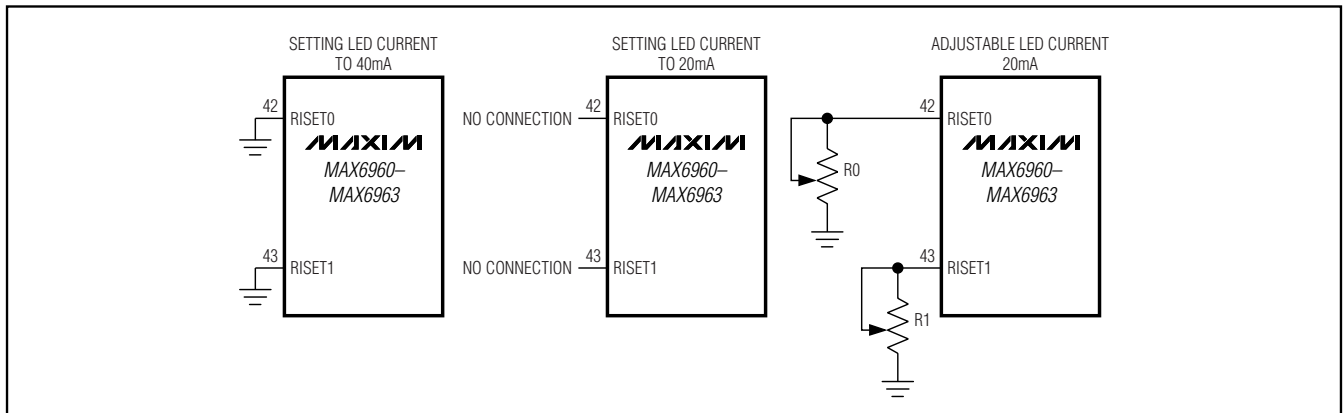 SETTING LED CURRENT
TO 40mA
42
RISET0
MAXIM
MAX6960–
MAX6963
43
RISET1
SETTING LED CURRENT
TO 20mA
NO CONNECTION
42
RISET0
MAXIM
MAX6960–
MAX6963
NO CONNECTION
43
RISET1
ADJUSTABLE LED CURRENT
20mA
42
RISET0
MAXIM
MAX6960–
MAX6963
R0
43
RISET1
R1